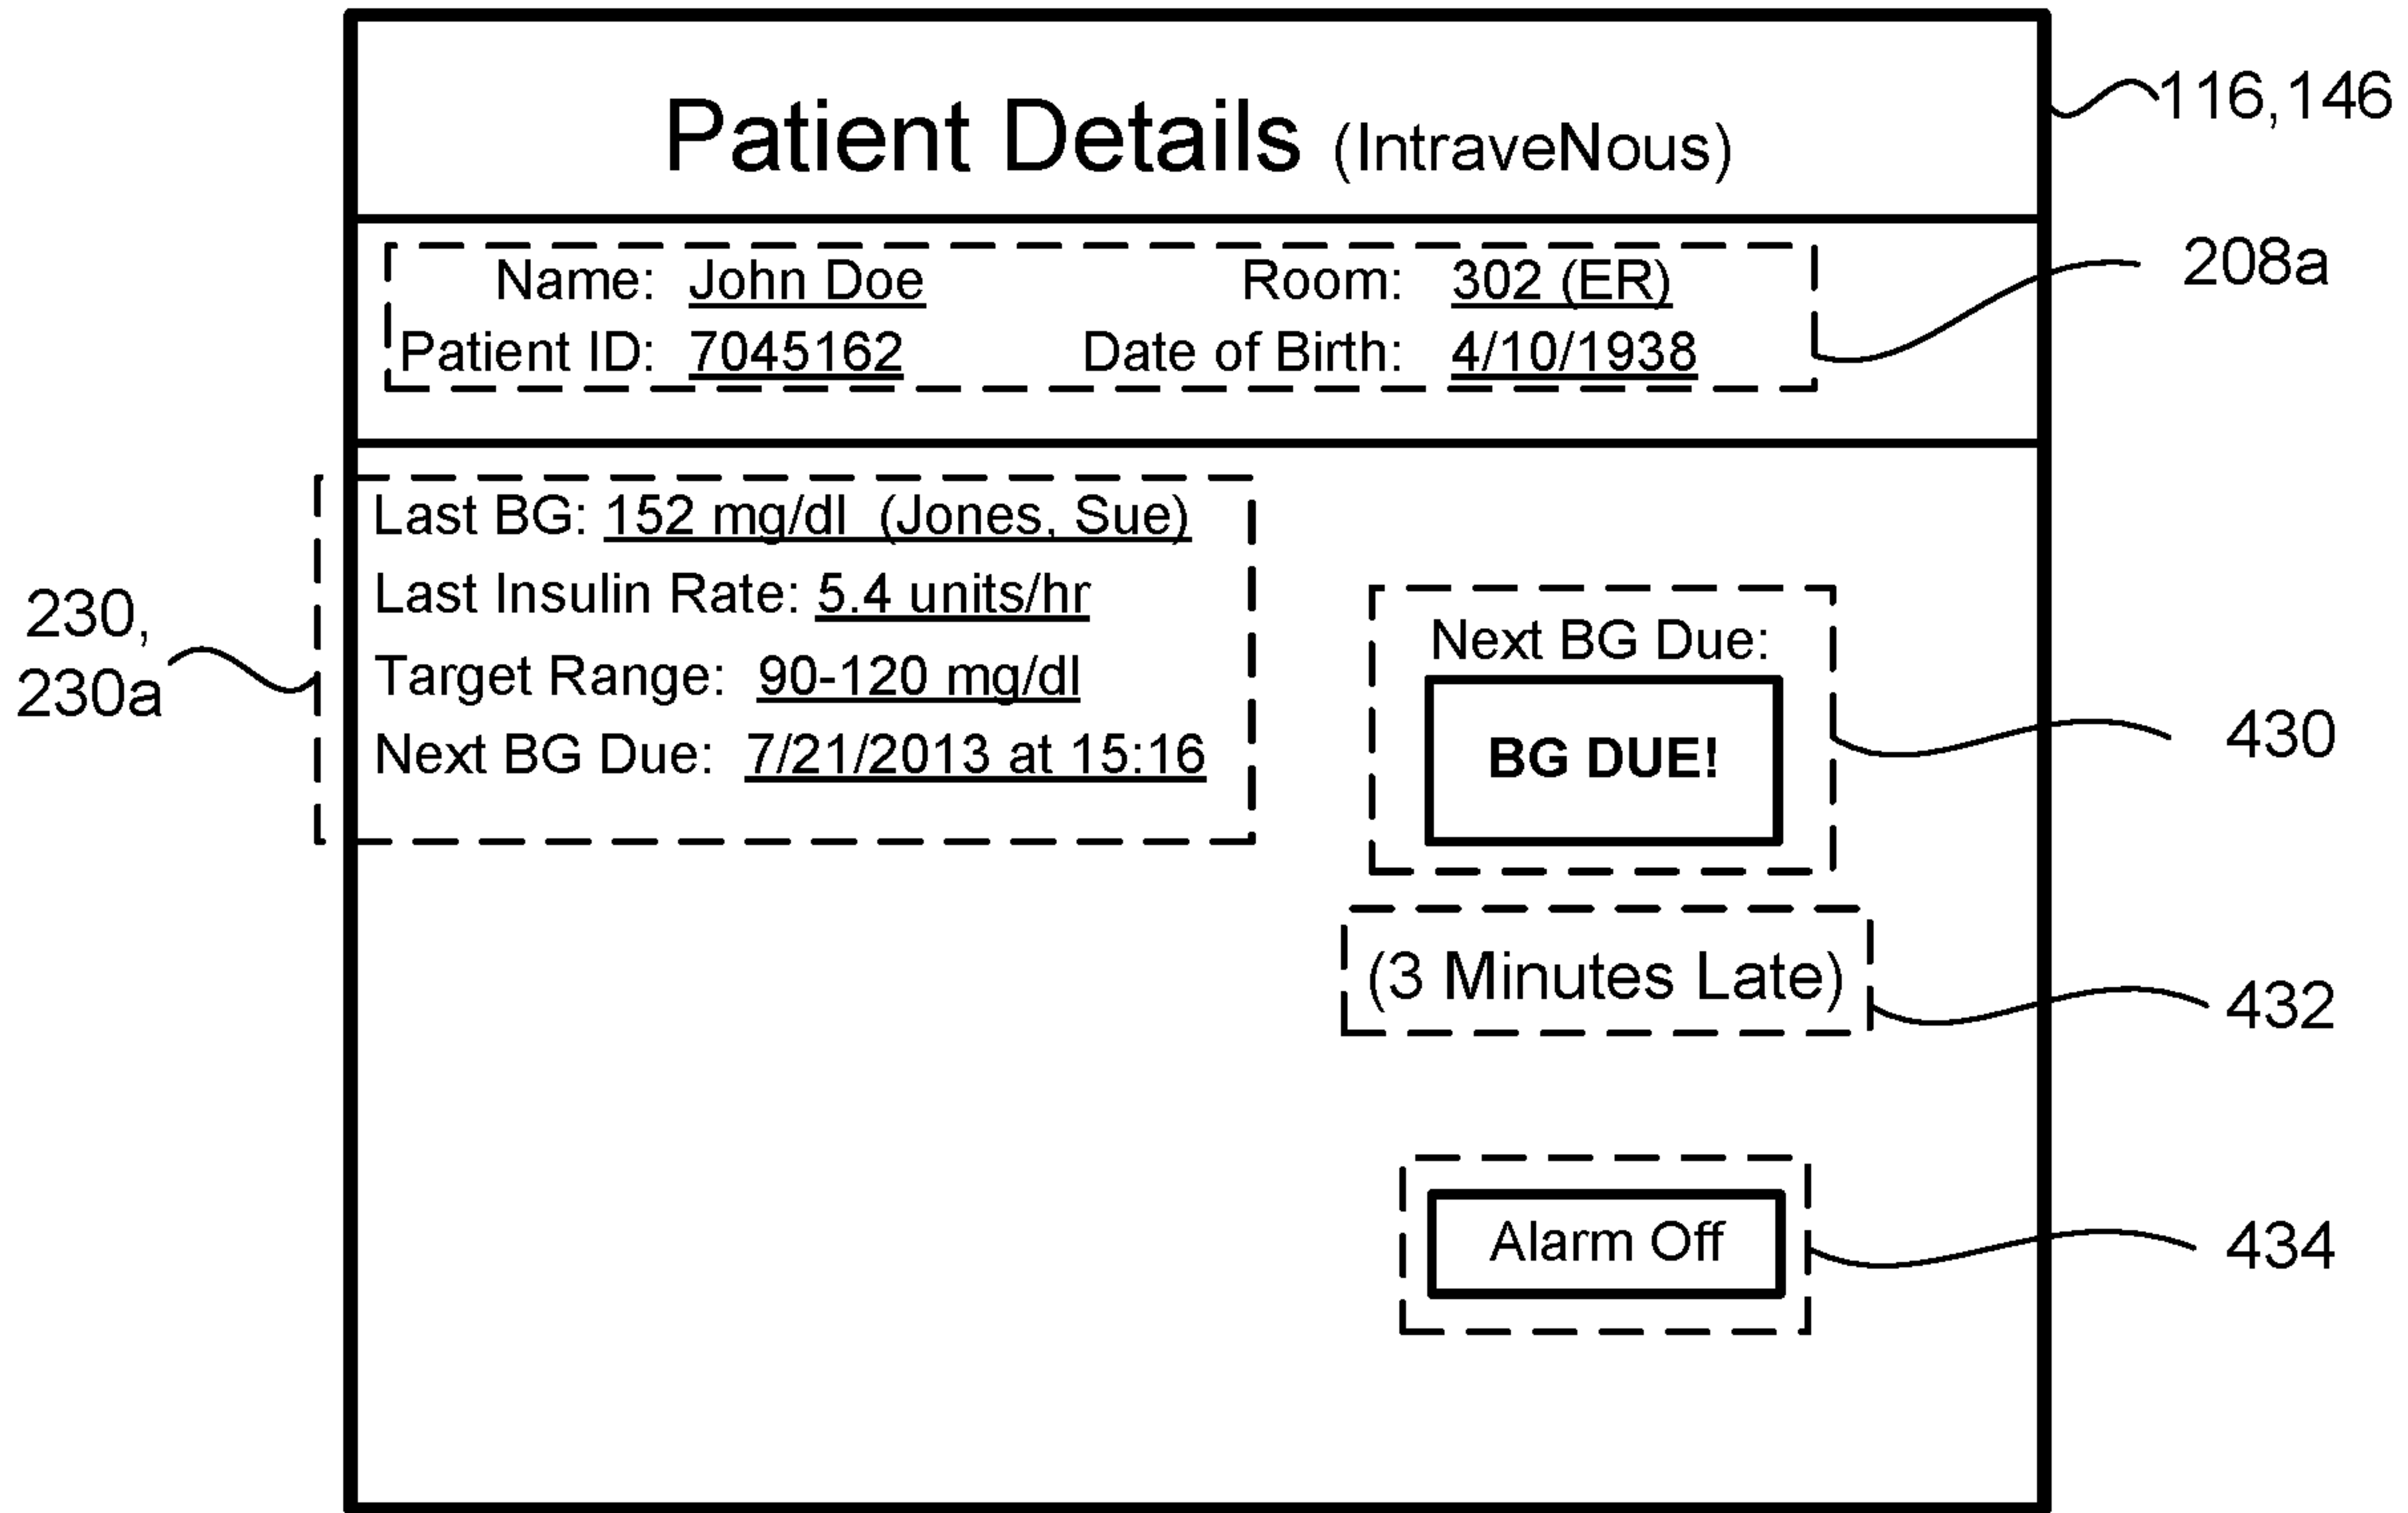 Patient Details (IntraveNous)
116,146
Name: John Doe Room: 302 (ER)
208a
Patient ID: 7045162 Date of Birth: 4/10/1938
Last BG: 152 mg/dl (Jones, Sue)
Last Insulin Rate: 5.4 units/hr
Target Range: 90-120 mg/dl
Next BG Due: 7/21/2013 at 15:16
230,
230a
Next BG Due:
BG DUE!
430
(3 Minutes Late)
432
Alarm Off
434